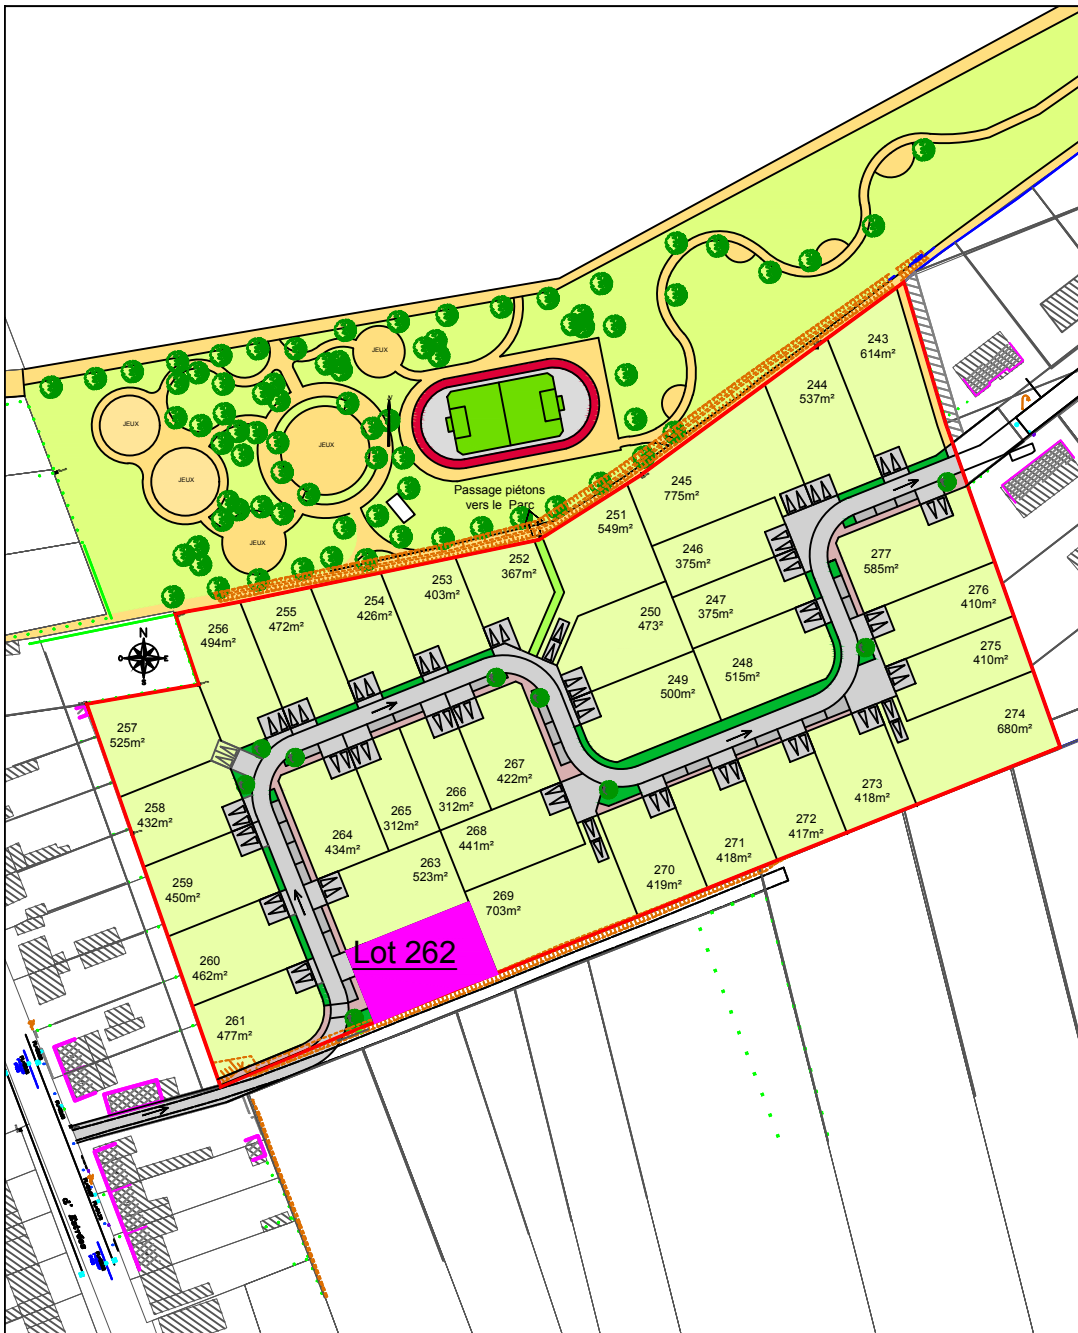 JEUX
JEUX
JEUX
JEUX
JEUX
Passage piétons
vers le Parc
N
S
243
614m²
244
537m²
245
775m²
246
375m²
247
375m²
248
515m²
249
500m²
250
473²
251
549m²
252
367m²
253
403m²
254
426m²
255
472m²
256
494m²
257
525m²
258
432m²
259
450m²
260
462m²
261
477m²
Lot 262
263
523m²
264
434m²
265
312m²
266
312m²
267
422m²
268
441m²
269
703m²
270
419m²
271
418m²
272
417m²
273
418m²
274
680m²
275
410m²
276
410m²
277
585m²